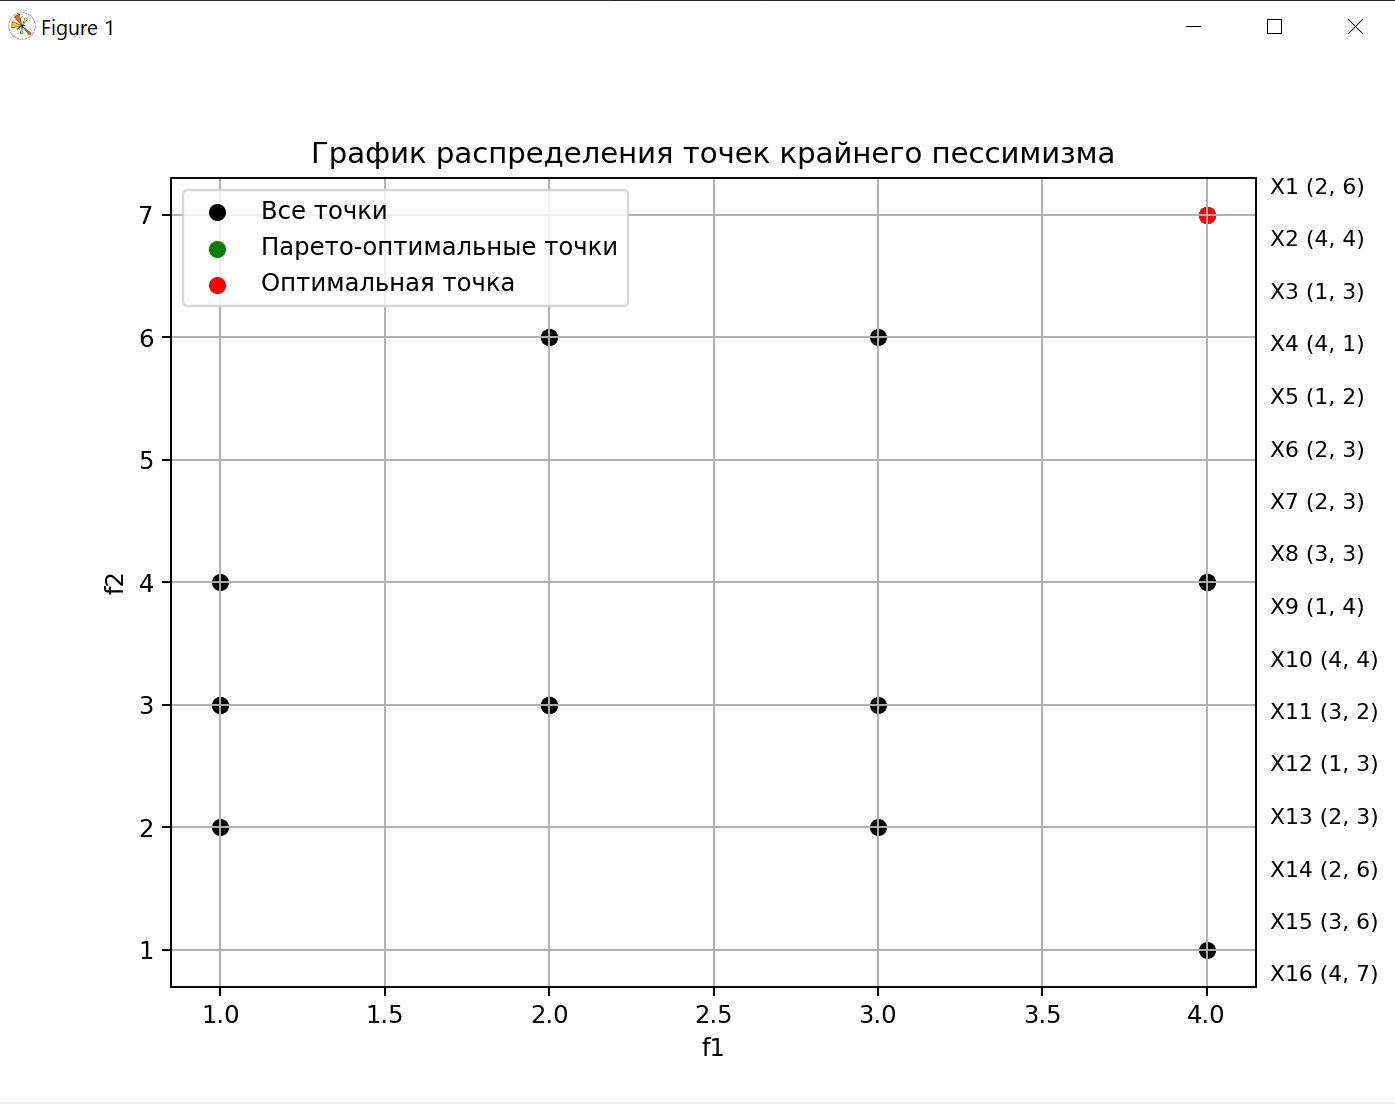 Figure 1
График распределения точек крайнего пессимизма
Все точки
Парето-оптимальные точки
Оптимальная точка
f2
7
6
5
4
3
2
1
1.0 1.5 2.0 2.5 3.0 3.5 4.0
f1
X1 (2, 6)
X2 (4, 4)
X3 (1, 3)
X4 (4, 1)
X5 (1, 2)
X6 (2, 3)
X7 (2, 3)
X8 (3, 3)
X9 (1, 4)
X10 (4, 4)
X11 (3, 2)
X12 (1, 3)
X13 (2, 3)
X14 (2, 6)
X15 (3, 6)
X16 (4, 7)